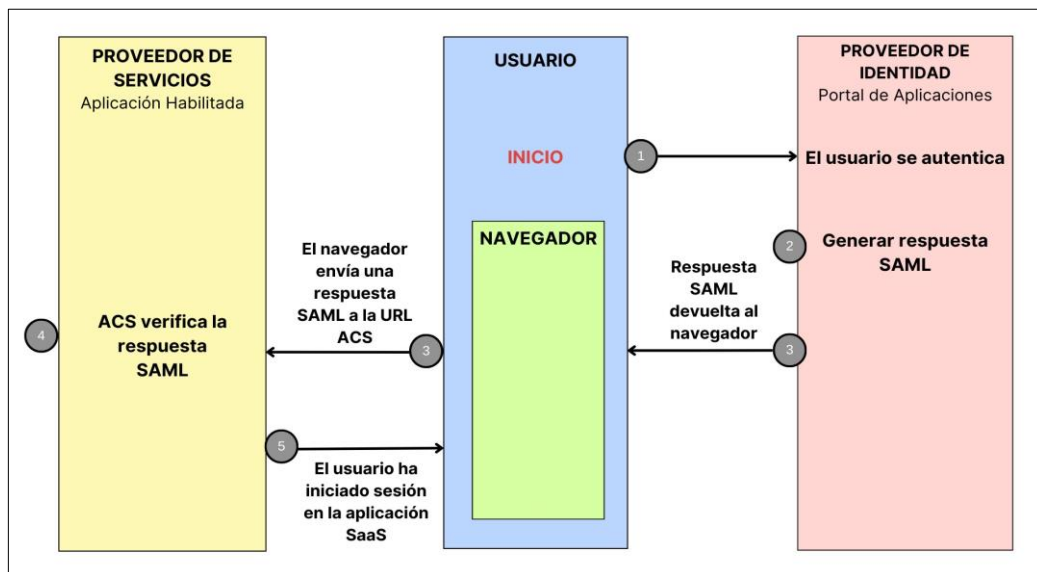 PROVEEDOR DE
SERVICIOS
Aplicación Habilitada
USUARIO
PROVEEDOR DE
IDENTIDAD
Portal de Aplicaciones
INICIO
1
El usuario se autentica
NAVEGADOR
2
Generar respuesta
SAML
El navegador
envía una
respuesta
SAML a la URL
ACS
Respuesta
SAML
devuelta al
navegador
4
ACS verifica la
respuesta
SAML
3
3
5
El usuario ha
iniciado sesión
en la aplicación
SaaS